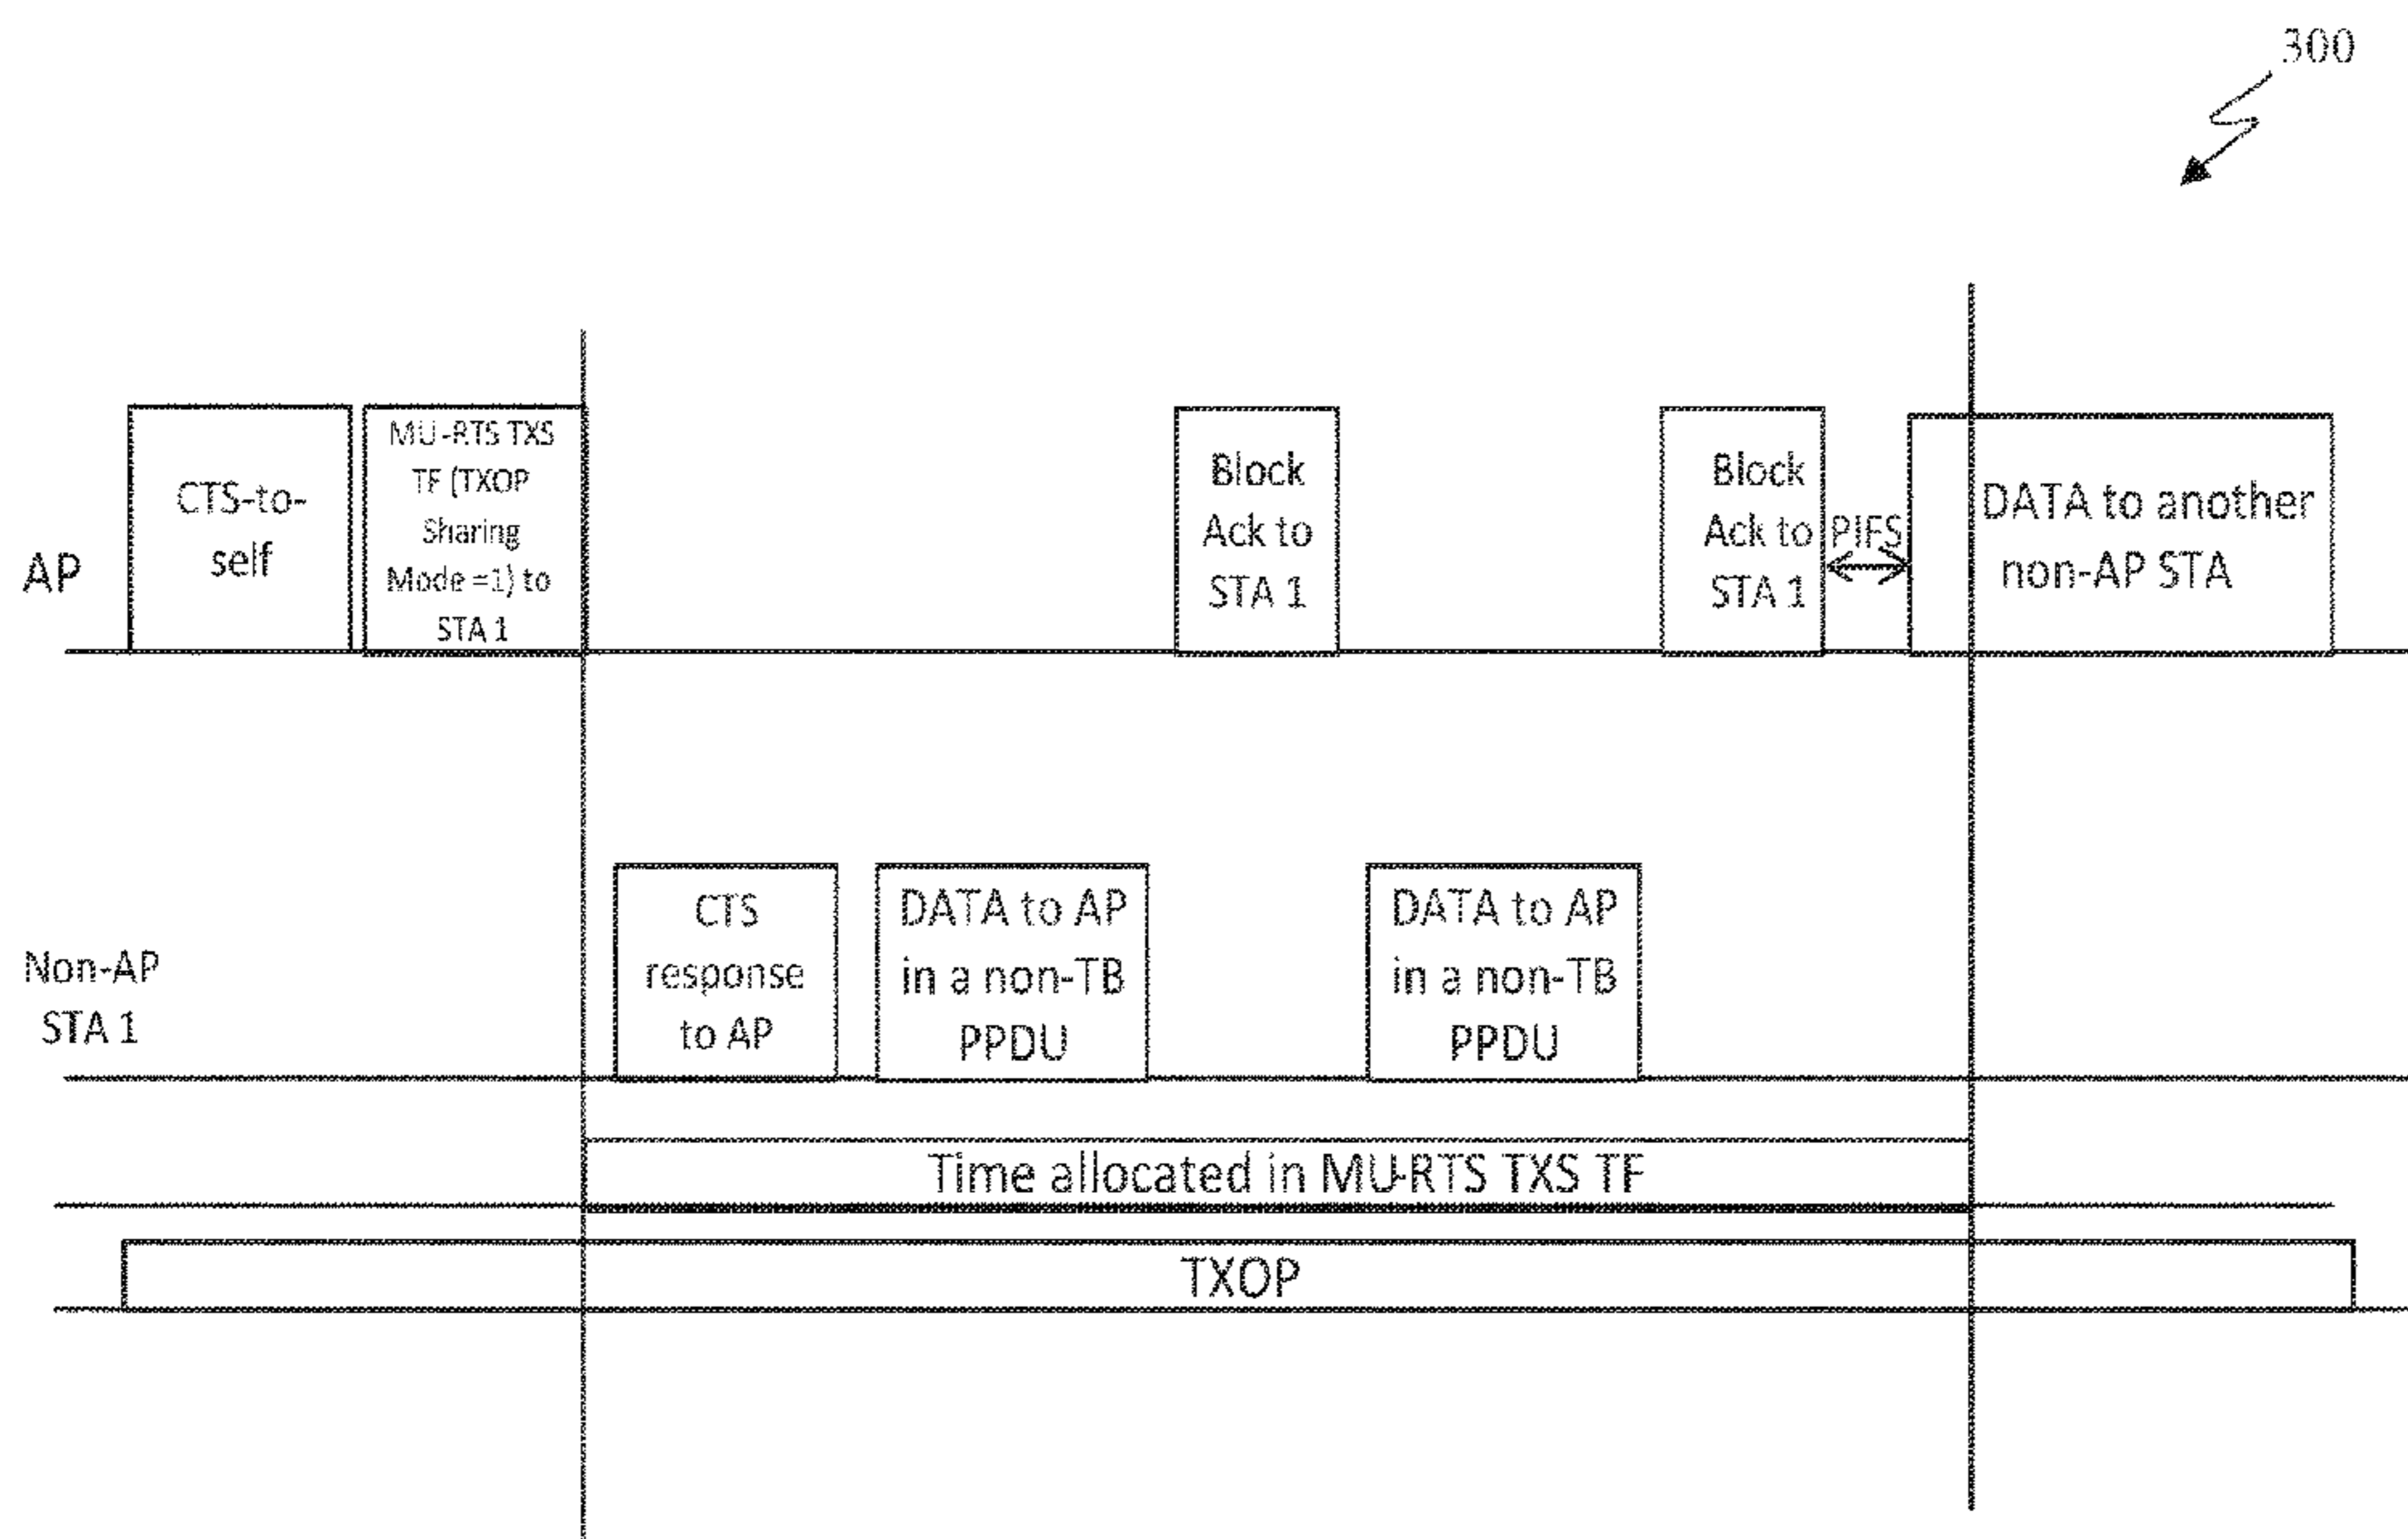 300
AP
CTS-to-
self
MU-RTS TXS
TF (TXOP
Sharing
Mode =1) to
STA 1
Block
Ack to
STA 1
Block
Ack to
STA 1
PIFS
DATA to another
non-AP STA
Non-AP
STA 1
CTS
response
to AP
DATA to AP
in a non-TB
PPDU
DATA to AP
in a non-TB
PPDU
Time allocated in MU-RTS TXS TF
TXOP